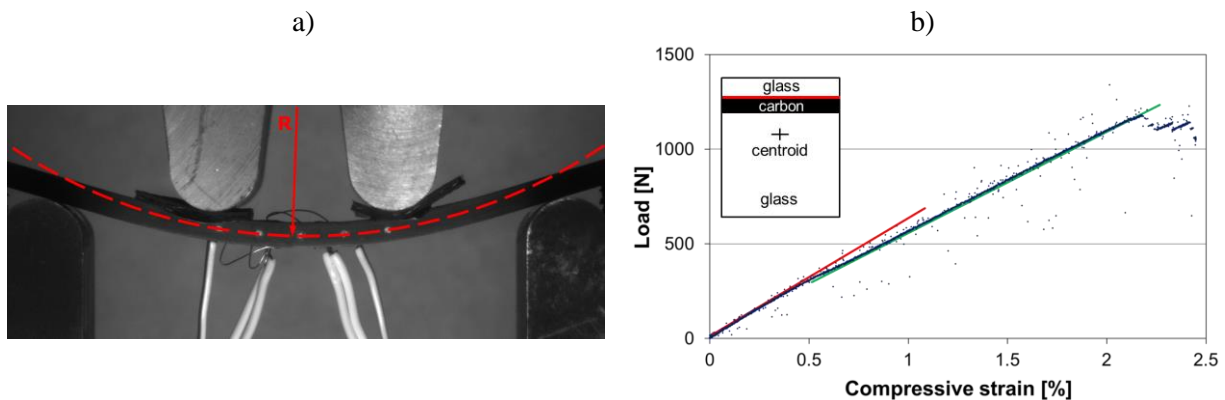 a)
b)
R
Load [N]
1500
1000
500
0
glass
carbon
centroid
glass
0
0.5
1
1.5
2
2.5
Compressive strain [%]